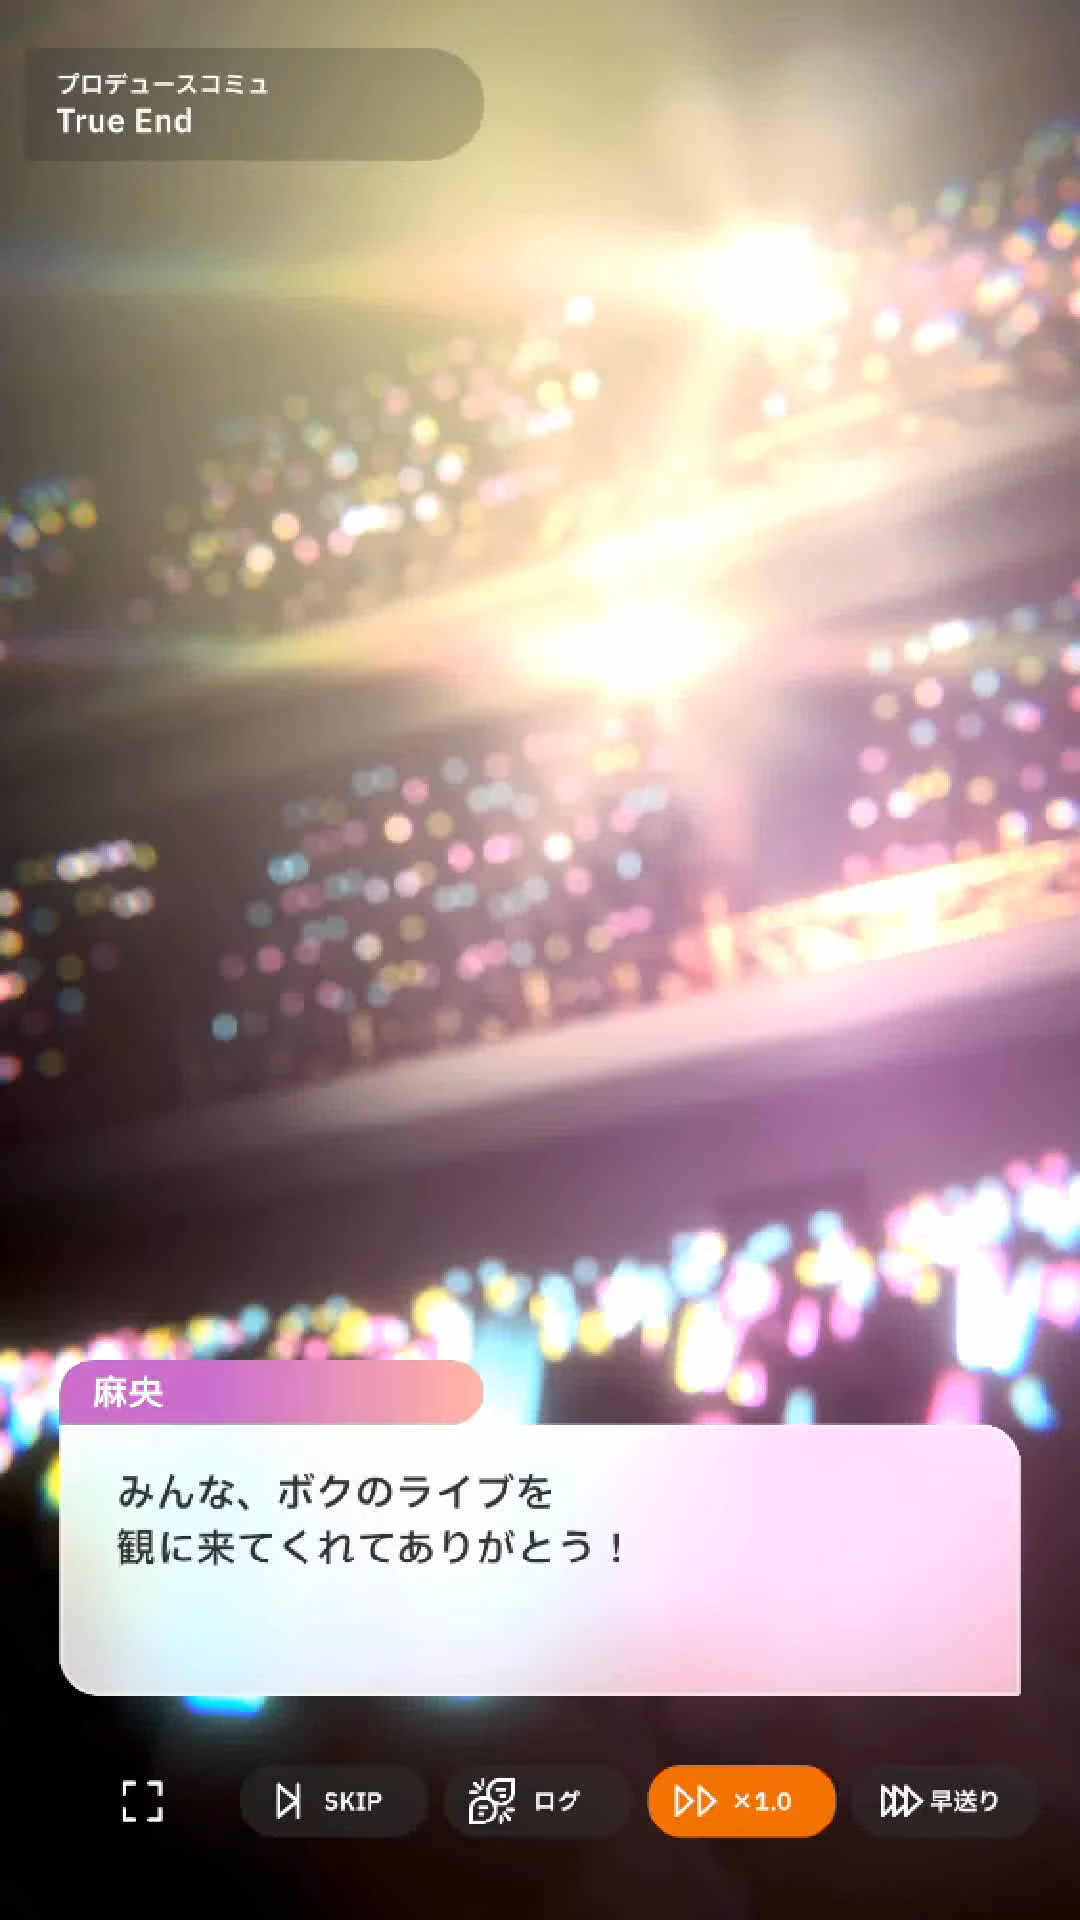 プロデュースコミュ
True End
麻央
みんな、ボクのライブを
観に来てくれてありがとう！
SKIP
ログ
×1.0
早送り